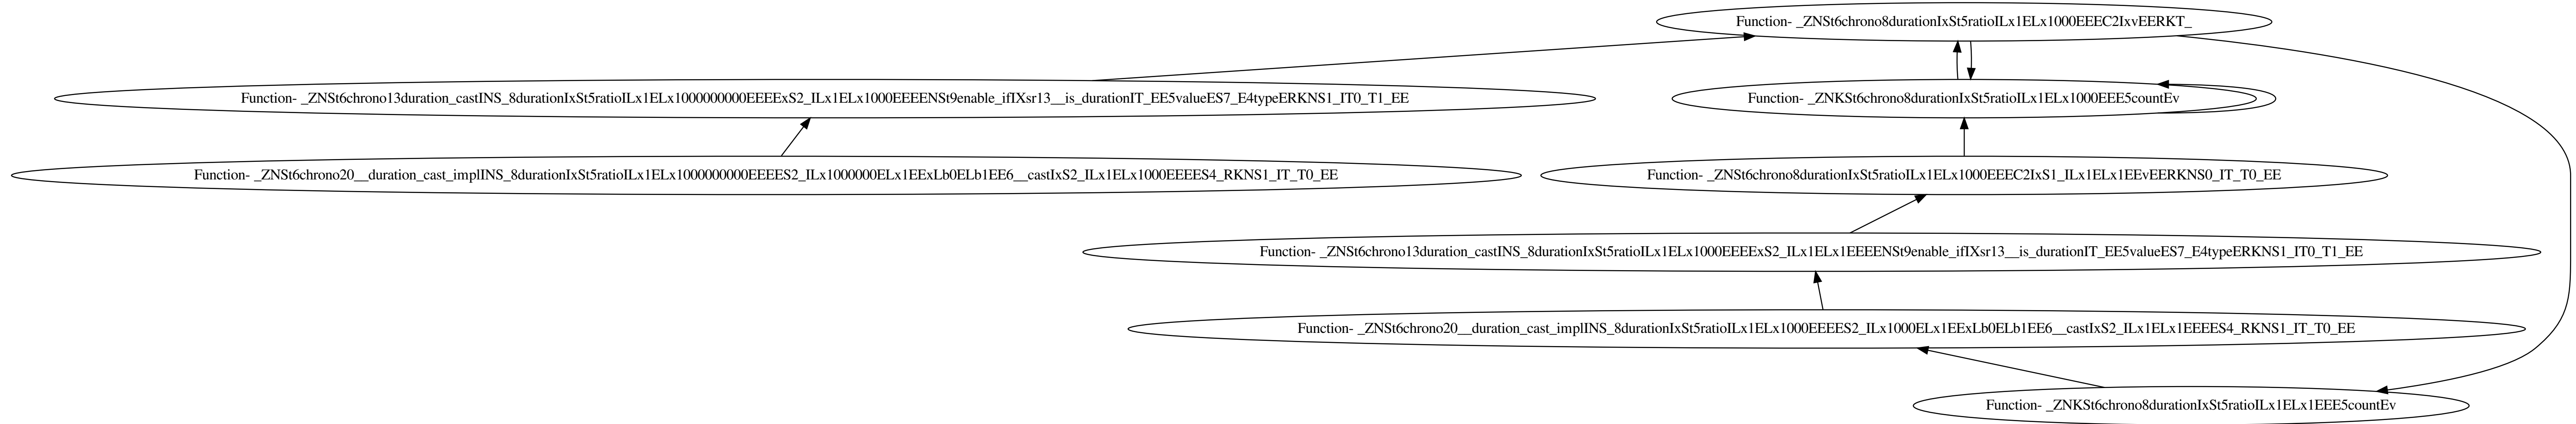 Function- _ZNSt6chrono8durationIxSt5ratioILx1ELx1000EEEC2IxvEERKT_
Function- _ZNSt6chrono13duration_castINS_8durationIxSt5ratioILx1ELx1000000000EEEExS2_ILx1ELx1000EEEENSt9enable_ifIXsr13__is_durationIT_EE5valueES7_E4typeERKNS1_IT0_T1_EE
Function- _ZNKSt6chrono8durationIxSt5ratioILx1ELx1000EEE5countEv
Function- _ZNSt6chrono20__duration_cast_implINS_8durationIxSt5ratioILx1ELx1000000000EEEES2_ILx1000000ELx1EExLb0ELb1EE6__castIxS2_ILx1ELx1000EEEES4_RKNS1_IT_T0_EE
Function- _ZNSt6chrono8durationIxSt5ratioILx1ELx1000EEEC2IxS1_ILx1ELx1EEvEERKNS0_IT_T0_EE
Function- _ZNSt6chrono13duration_castINS_8durationIxSt5ratioILx1ELx1000EEEExS2_ILx1ELx1EEEENSt9enable_ifIXsr13__is_durationIT_EE5valueES7_E4typeERKNS1_IT0_T1_EE
Function- _ZNSt6chrono20__duration_cast_implINS_8durationIxSt5ratioILx1ELx1000EEEES2_ILx1000ELx1EExLb0ELb1EE6__castIxS2_ILx1ELx1EEEES4_RKNS1_IT_T0_EE
Function- _ZNKSt6chrono8durationIxSt5ratioILx1ELx1EEE5countEv